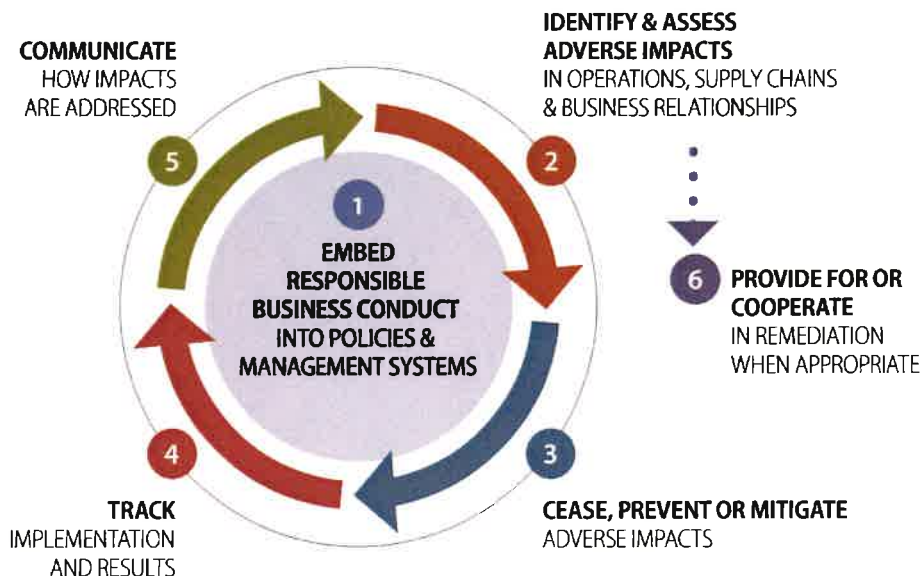 COMMUNICATE
HOW IMPACTS
ARE ADDRESSED
5
IDENTIFY & ASSESS
ADVERSE IMPACTS
IN OPERATIONS, SUPPLY CHAINS
& BUSINESS RELATIONSHIPS
2
1
EMBED
RESPONSIBLE
BUSINESS CONDUCT
INTO POLICIES &
MANAGEMENT SYSTEMS
6
PROVIDE FOR OR
COOPERATE
IN REMEDIATION
WHEN APPROPRIATE
4
TRACK
IMPLEMENTATION
AND RESULTS
3
CEASE, PREVENT OR MITIGATE
ADVERSE IMPACTS